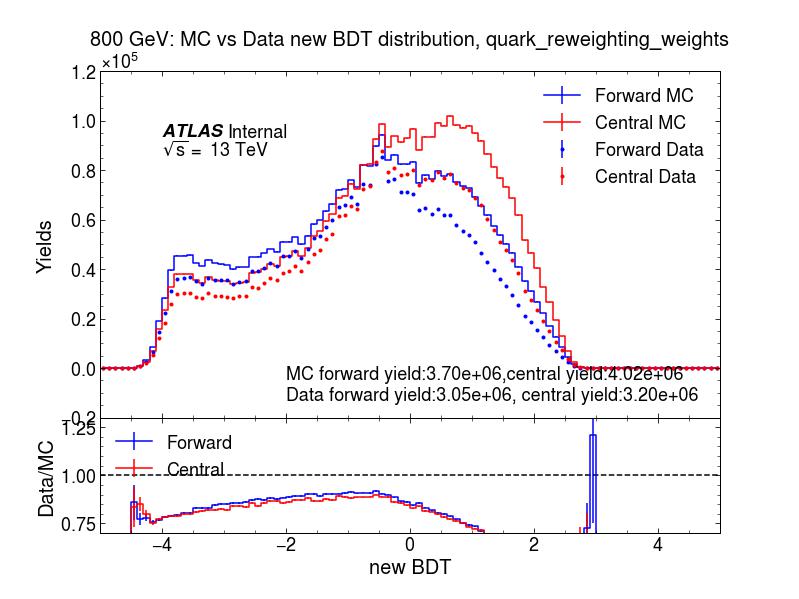 800 GeV: MC vs Data new BDT distribution, quark_reweighting_weights
×10⁵
1.2
1.0
0.8
0.6
0.4
0.2
0.0
0.2
Yields
ATLAS Internal
√s = 13 TeV
Forward MC
Central MC
Forward Data
Central Data
MC forward yield:3.70e+06,central yield:4.02e+06
Data forward yield:3.05e+06, central yield:3.20e+06
1.25
1.00
0.75
Data/MC
Forward
Central
−4 −2 0 2 4
new BDT